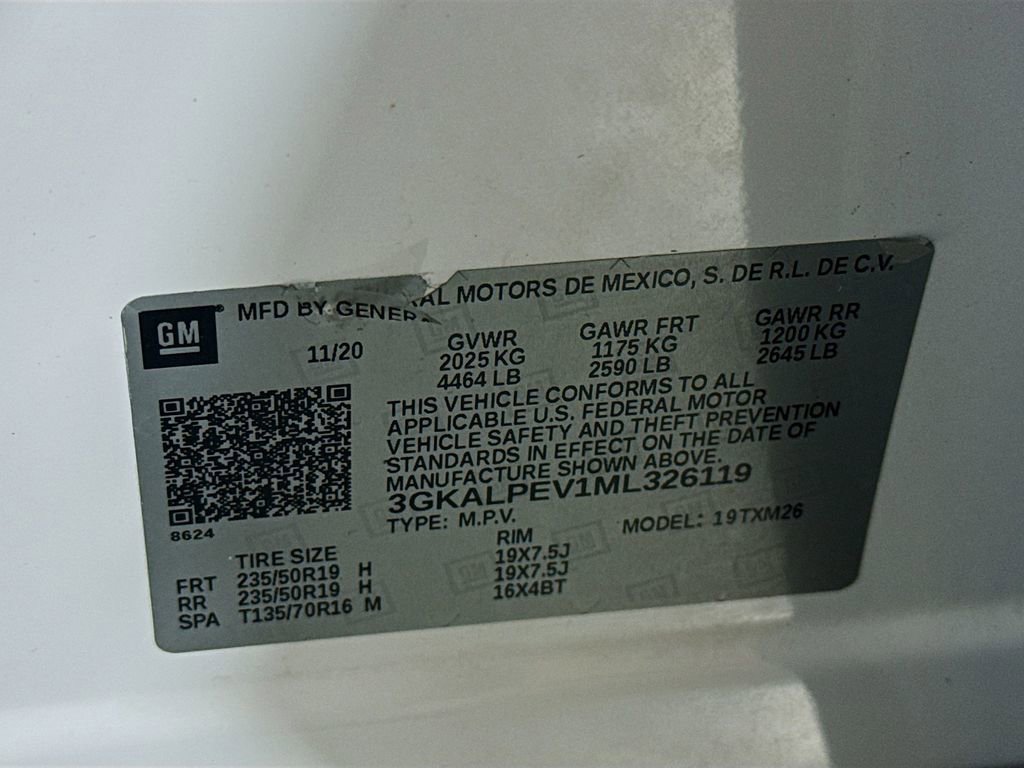 GM
MFD BY GENERAL MOTORS DE MEXICO, S. DE R.L. DE C.V.
11/20
GVWR GAWR FRT GAWR RR
2025 KG 1175 KG 1200 KG
4464 LB 2590 LB 2645 LB
THIS VEHICLE CONFORMS TO ALL
APPLICABLE U.S. FEDERAL MOTOR
VEHICLE SAFETY AND THEFT PREVENTION
STANDARDS IN EFFECT ON THE DATE OF
MANUFACTURE SHOWN ABOVE.
3GKALPEV1ML326119
TYPE: M.P.V. MODEL: 19TXM26
8624
TIRE SIZE RIM
FRT 235/50R19 H 19X7.5J
RR 235/50R19 H 19X7.5J
SPA T135/70R16 M 16X4BT